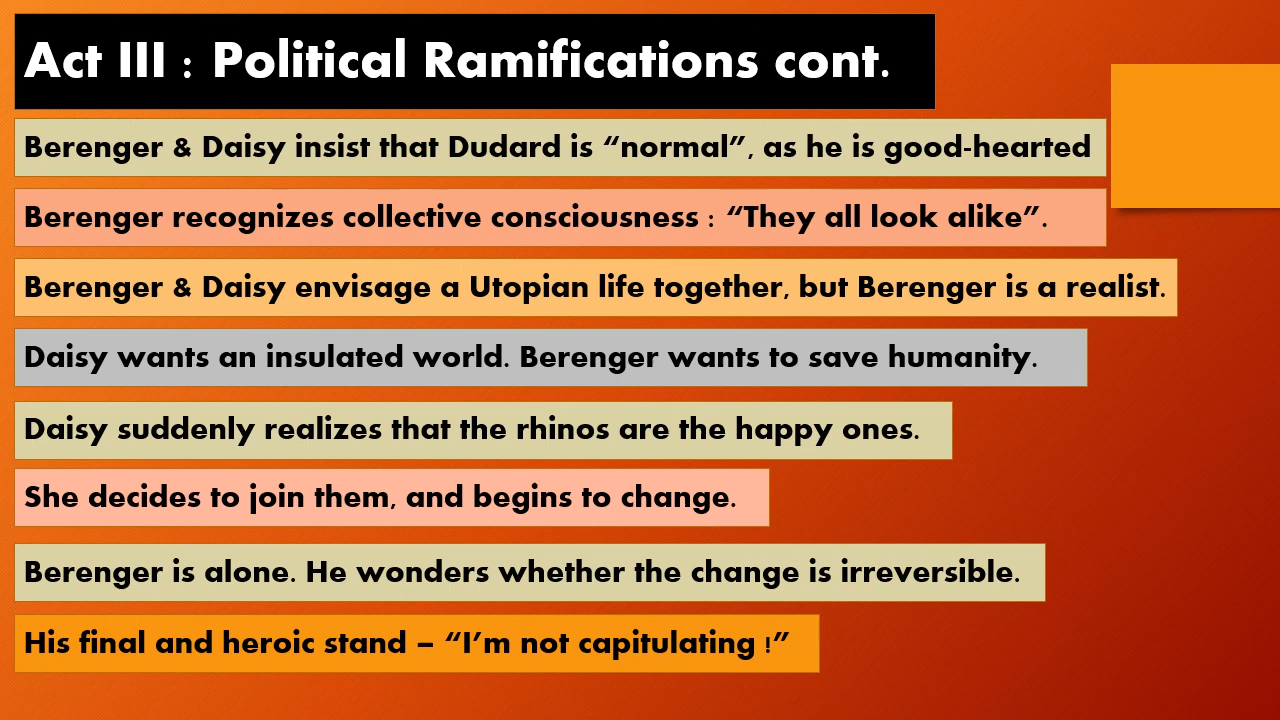 Act III : Political Ramifications cont.
Berenger & Daisy insist that Dudard is “normal”, as he is good-hearted
Berenger recognizes collective consciousness : “They all look alike”.
Berenger & Daisy envisage a Utopian life together, but Berenger is a realist.
Daisy wants an insulated world. Berenger wants to save humanity.
Daisy suddenly realizes that the rhinos are the happy ones.
She decides to join them, and begins to change.
Berenger is alone. He wonders whether the change is irreversible.
His final and heroic stand – “I’m not capitulating !”